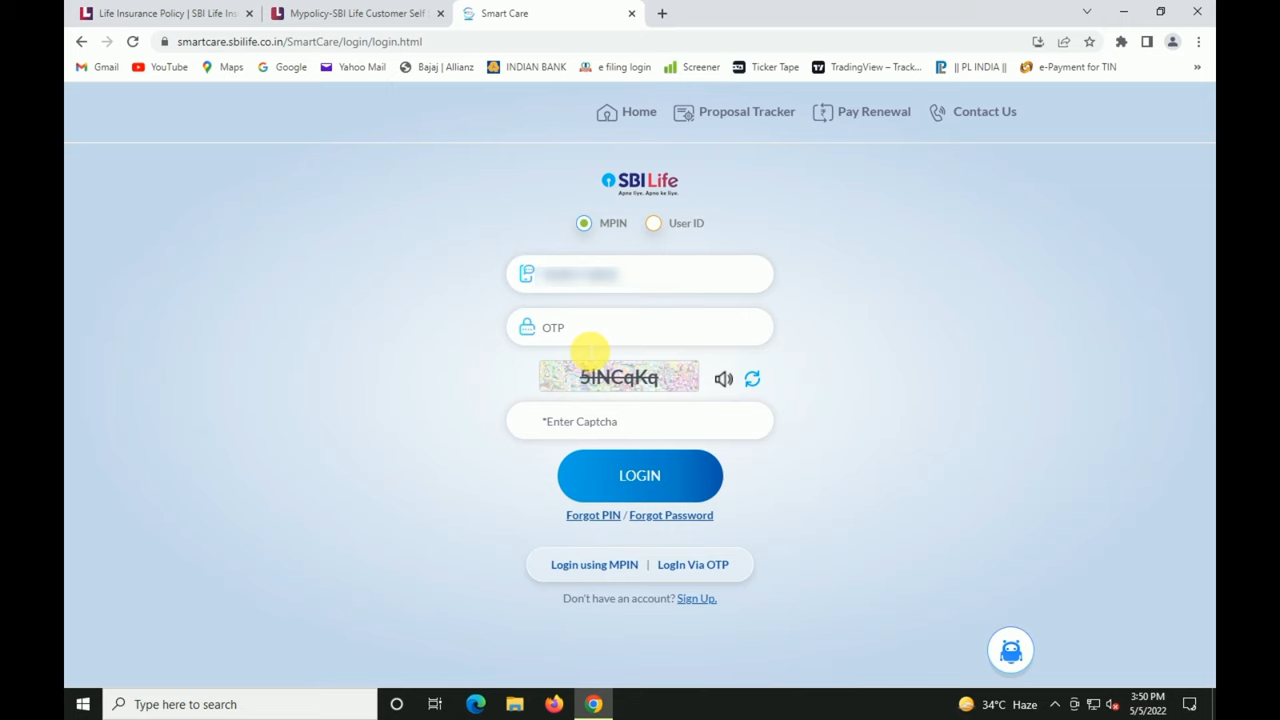 Life Insurance Policy | SBI Life Ins
Mypolicy-SBI Life Customer Self
Smart Care
smartcare.sbilife.co.in/SmartCare/login/login.html
Gmail
YouTube
Maps
Google
Yahoo Mail
Bajaj | Allianz
INDIAN BANK
e filing login
Screener
Ticker Tape
TradingView – Track...
|| PL INDIA ||
e-Payment for TIN
»
Home
Proposal Tracker
Pay Renewal
Contact Us
SBI Life
Apne liye. Apno ke liye.
MPIN
User ID
OTP
5INCqKq
*Enter Captcha
LOGIN
Forgot PIN / Forgot Password
Login using MPIN | LogIn Via OTP
Don't have an account? Sign Up.
Type here to search
34°C Haze
3:50 PM
5/5/2022